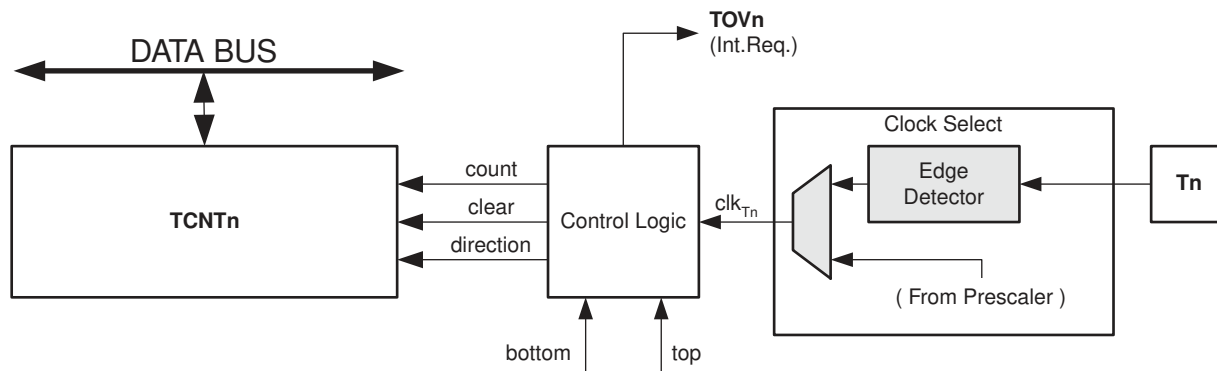 TOVn
(Int.Req.)
DATA BUS
Clock Select
count
Edge
Detector
Tn
clear
clkTn
TCNTn
Control Logic
direction
( From Prescaler )
bottom
top